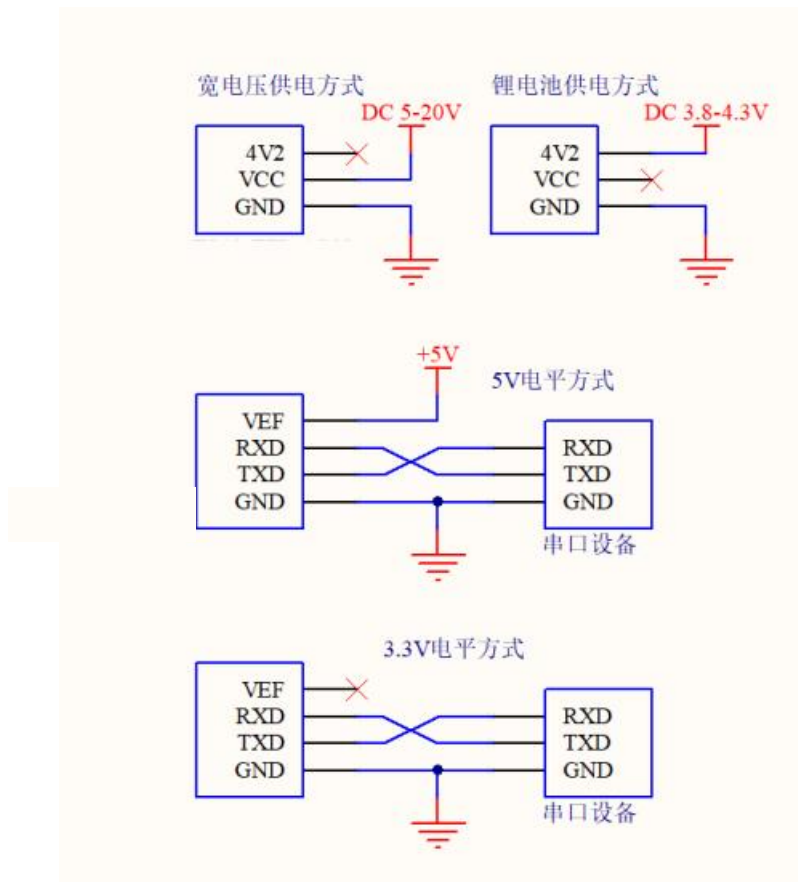 宽电压供电方式
DC 5-20V
4V2
VCC
GND
锂电池供电方式
DC 3.8-4.3V
4V2
VCC
GND
+5V
5V电平方式
VEF
RXD
TXD
GND
RXD
TXD
GND
串口设备
3.3V电平方式
VEF
RXD
TXD
GND
RXD
TXD
GND
串口设备